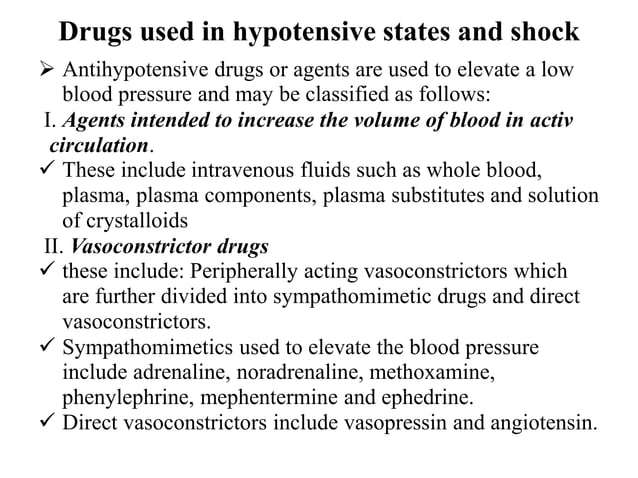 Drugs used in hypotensive states and shock
➢ Antihypotensive drugs or agents are used to elevate a low
blood pressure and may be classified as follows:
I. Agents intended to increase the volume of blood in activ
circulation.
✓ These include intravenous fluids such as whole blood,
plasma, plasma components, plasma substitutes and solution
of crystalloids
II. Vasoconstrictor drugs
✓ these include: Peripherally acting vasoconstrictors which
are further divided into sympathomimetic drugs and direct
vasoconstrictors.
✓ Sympathomimetics used to elevate the blood pressure
include adrenaline, noradrenaline, methoxamine,
phenylephrine, mephentermine and ephedrine.
✓ Direct vasoconstrictors include vasopressin and angiotensin.